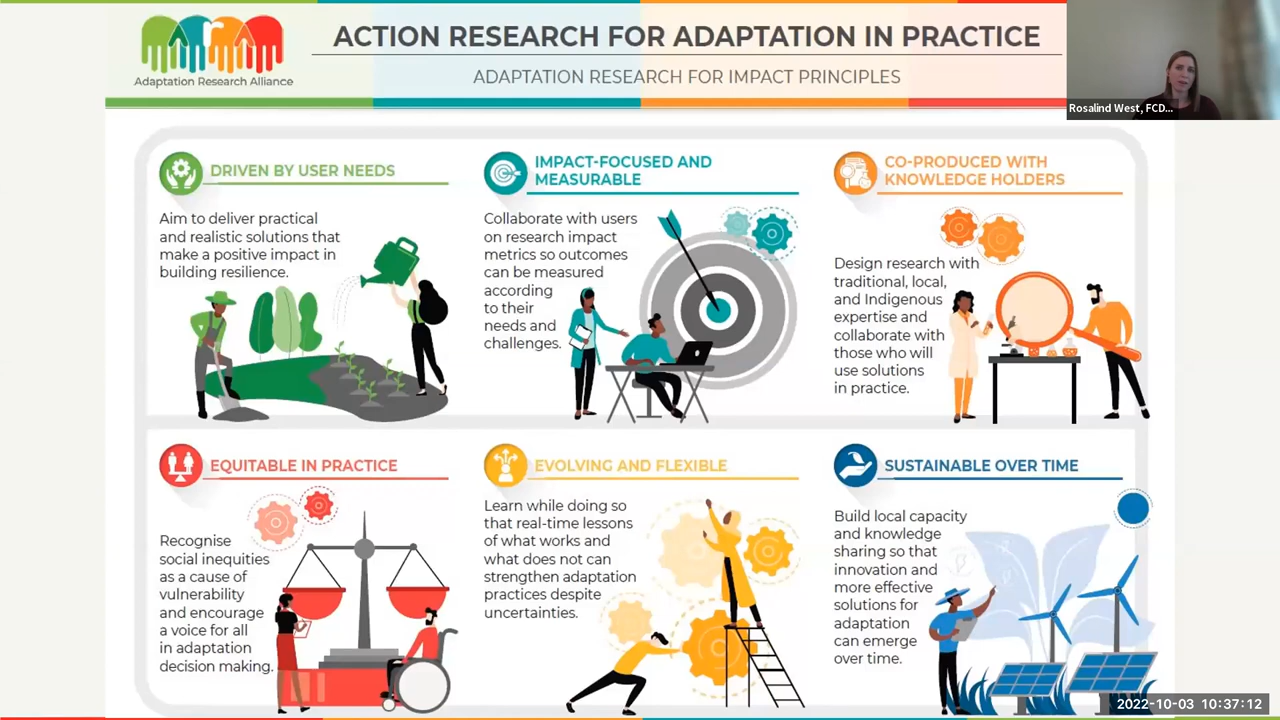 Adaptation Research Alliance
ACTION RESEARCH FOR ADAPTATION IN PRACTICE
ADAPTATION RESEARCH FOR IMPACT PRINCIPLES
Rosalind West, FCD...
DRIVEN BY USER NEEDS
Aim to deliver practical
and realistic solutions that
make a positive impact in
building resilience.
IMPACT-FOCUSED AND
MEASURABLE
Collaborate with users
on research impact
metrics so outcomes
can be measured
according
to their
needs and
challenges.
CO-PRODUCED WITH
KNOWLEDGE HOLDERS
Design research with
traditional, local,
and Indigenous
expertise and
collaborate with
those who will
use solutions
in practice.
EQUITABLE IN PRACTICE
Recognise
social inequities
as a cause of
vulnerability
and encourage
a voice for all
in adaptation
decision making.
EVOLVING AND FLEXIBLE
Learn while doing so
that real-time lessons
of what works and
what does not can
strengthen adaptation
practices despite
uncertainties.
SUSTAINABLE OVER TIME
Build local capacity
and knowledge
sharing so that
innovation and
more effective
solutions for
adaptation
can emerge
over time.
2022-10-03 10:37:12